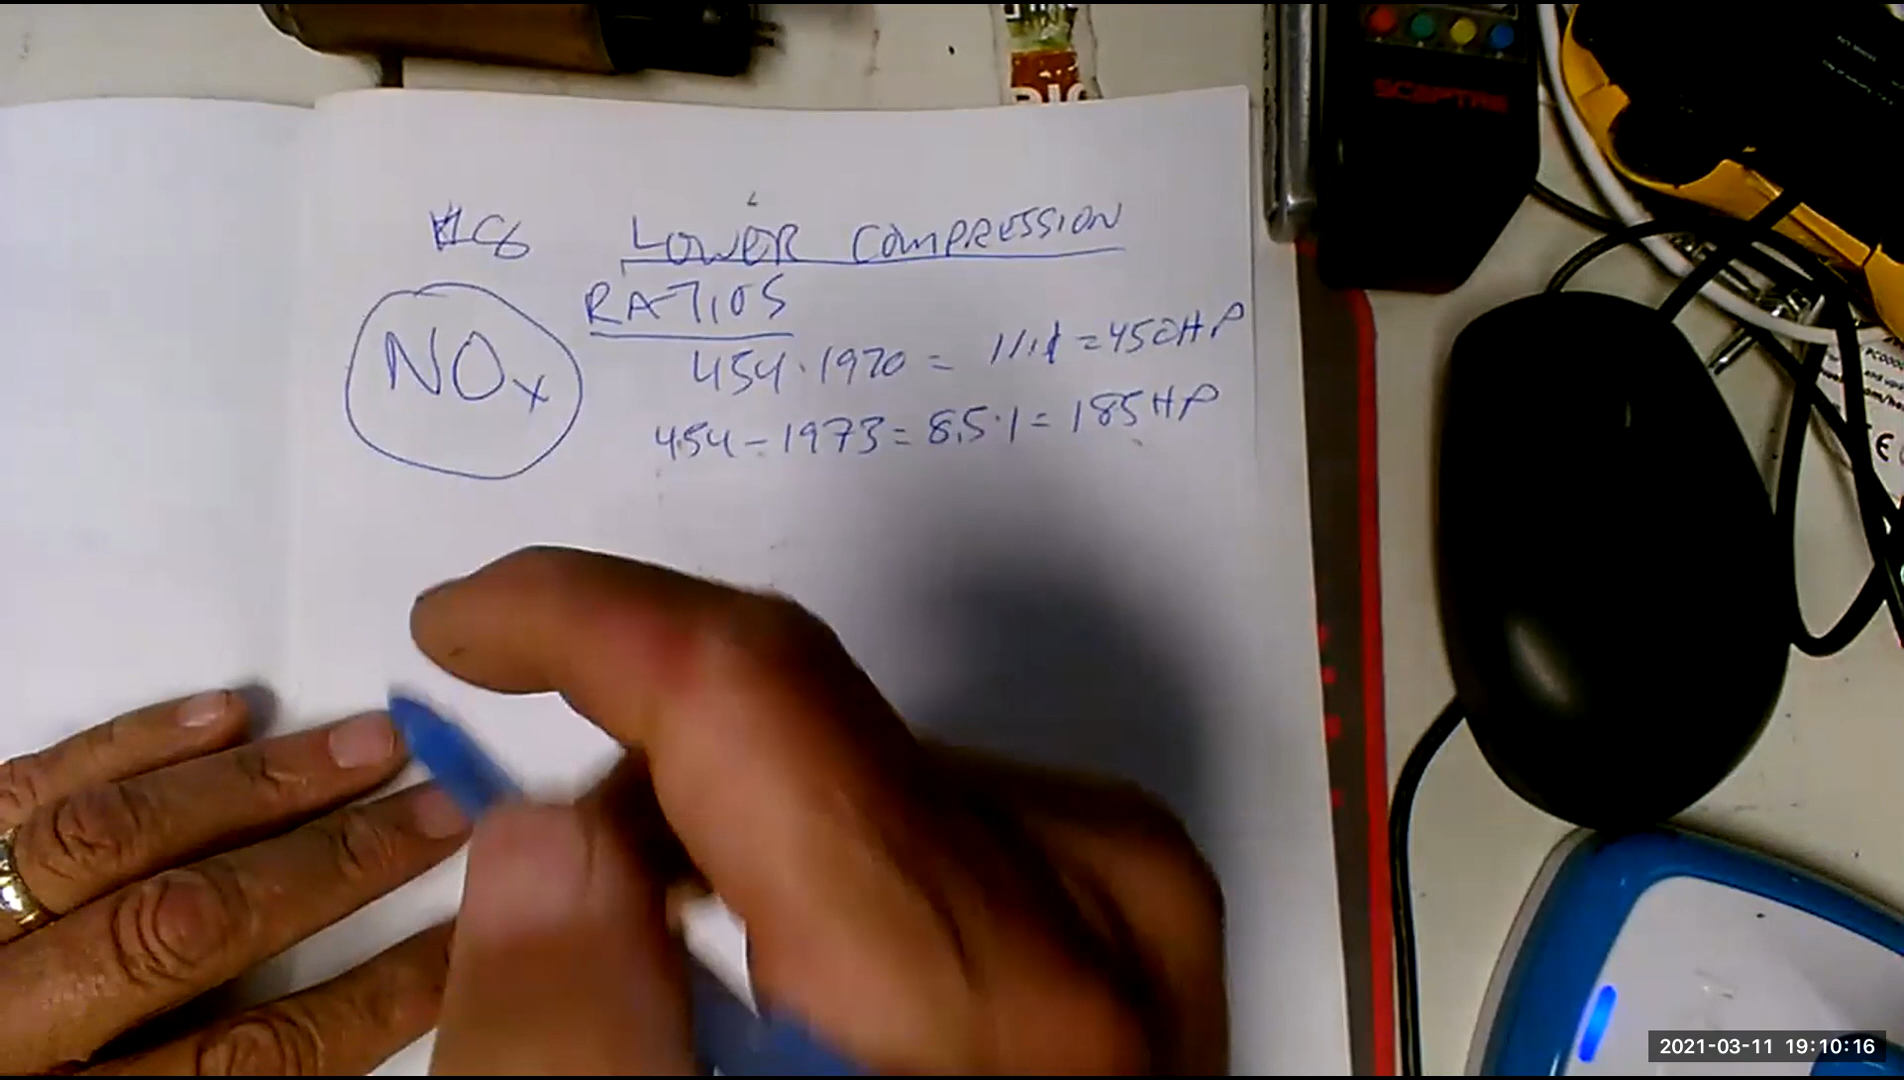 LOWER COMPRESSION
RATIOS
NOx
454 · 1970 = 11:1 = 450HP
454 - 1973 = 8.5:1 = 185HP
SCEPTRE
2021-03-11 19:10:16